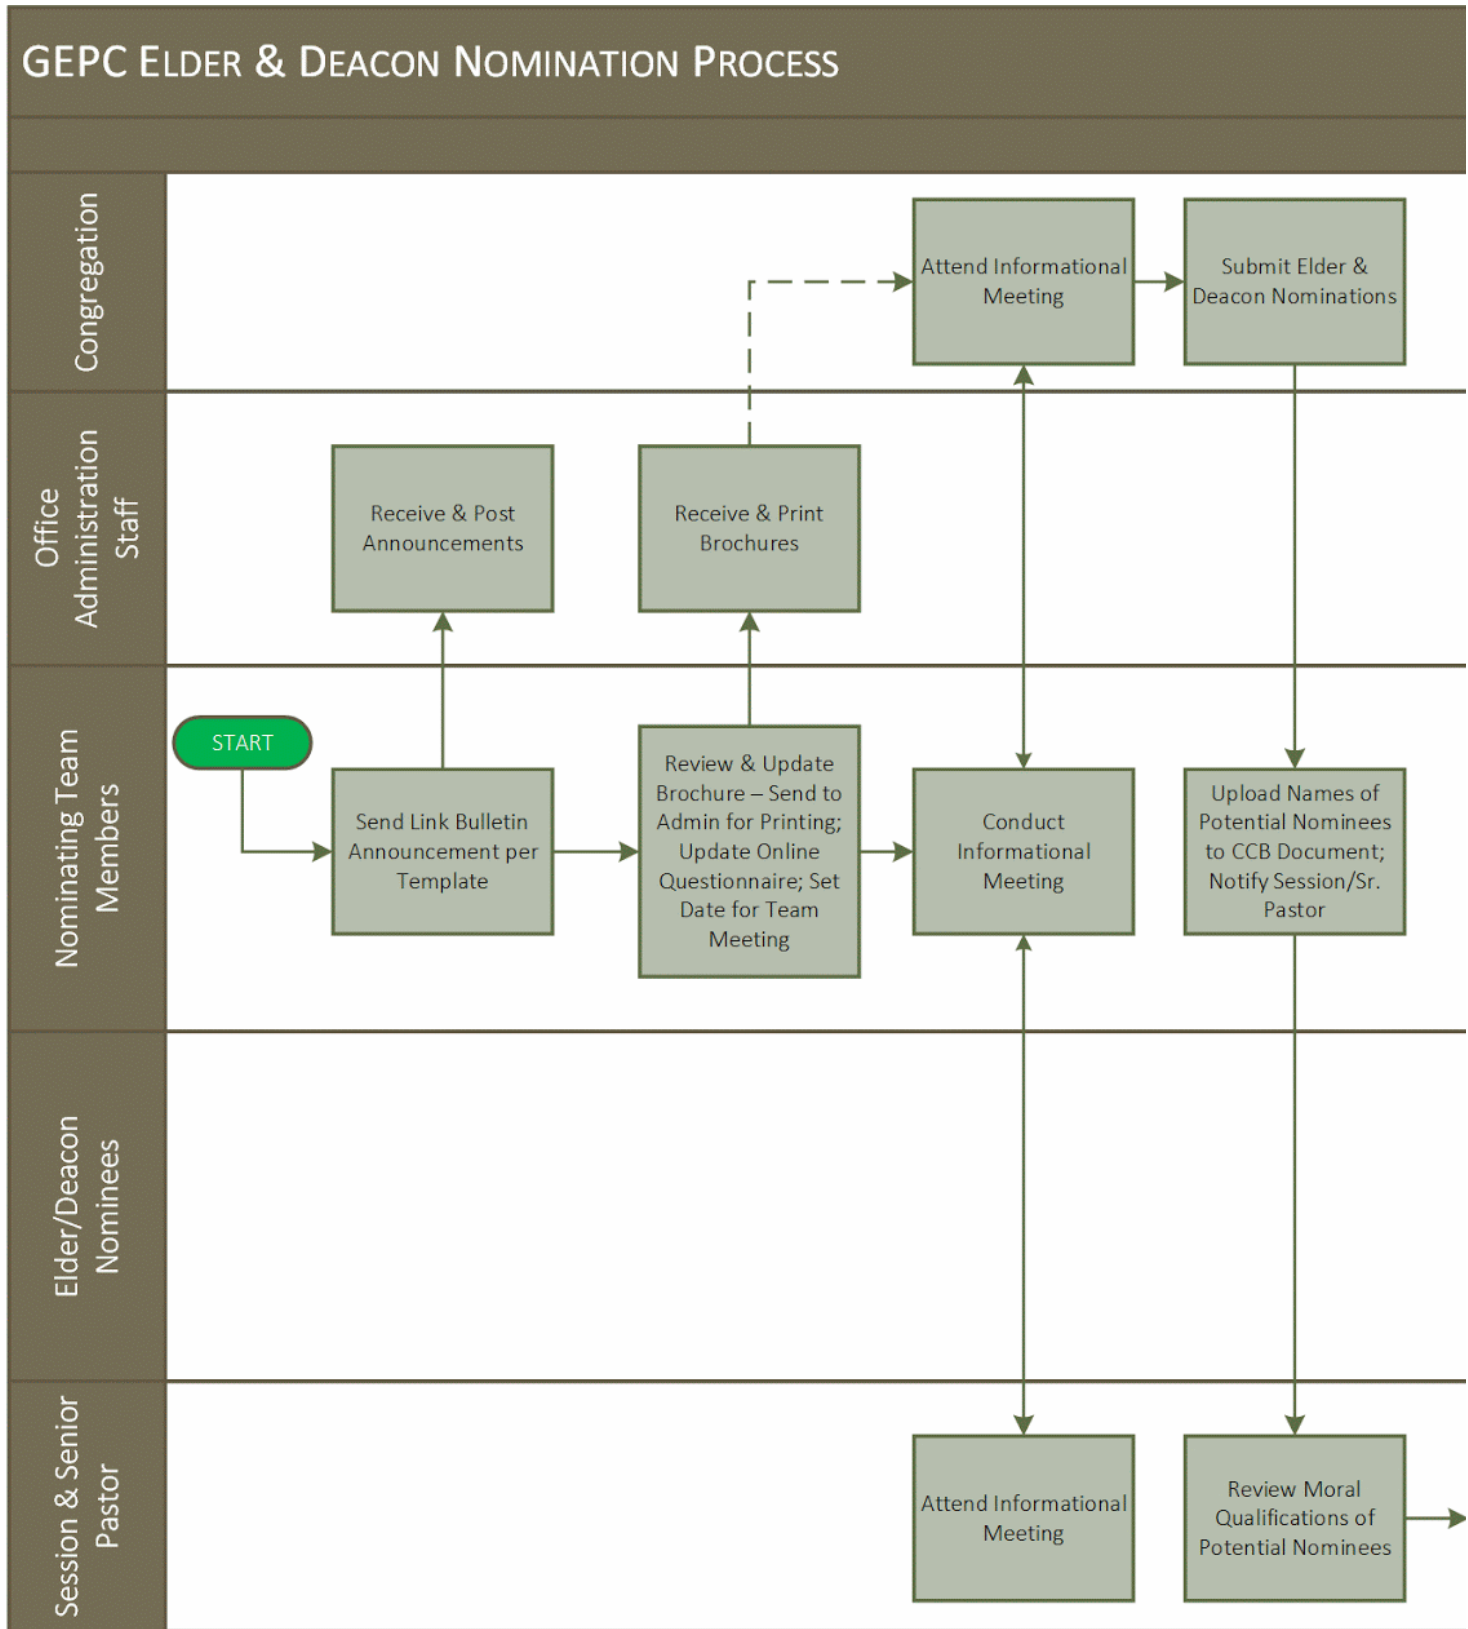 GEPC ELDER & DEACON NOMINATION PROCESS
Congregation
Attend Informational
Meeting
Submit Elder &
Deacon Nominations
Office
Administration
Staff
Receive & Post
Announcements
Receive & Print
Brochures
Nominating Team
Members
START
Send Link Bulletin
Announcement per
Template
Review & Update
Brochure – Send to
Admin for Printing;
Update Online
Questionnaire; Set
Date for Team
Meeting
Conduct
Informational
Meeting
Upload Names of
Potential Nominees
to CCB Document;
Notify Session/Sr.
Pastor
Elder/Deacon
Nominees
Session & Senior
Pastor
Attend Informational
Meeting
Review Moral
Qualifications of
Potential Nominees